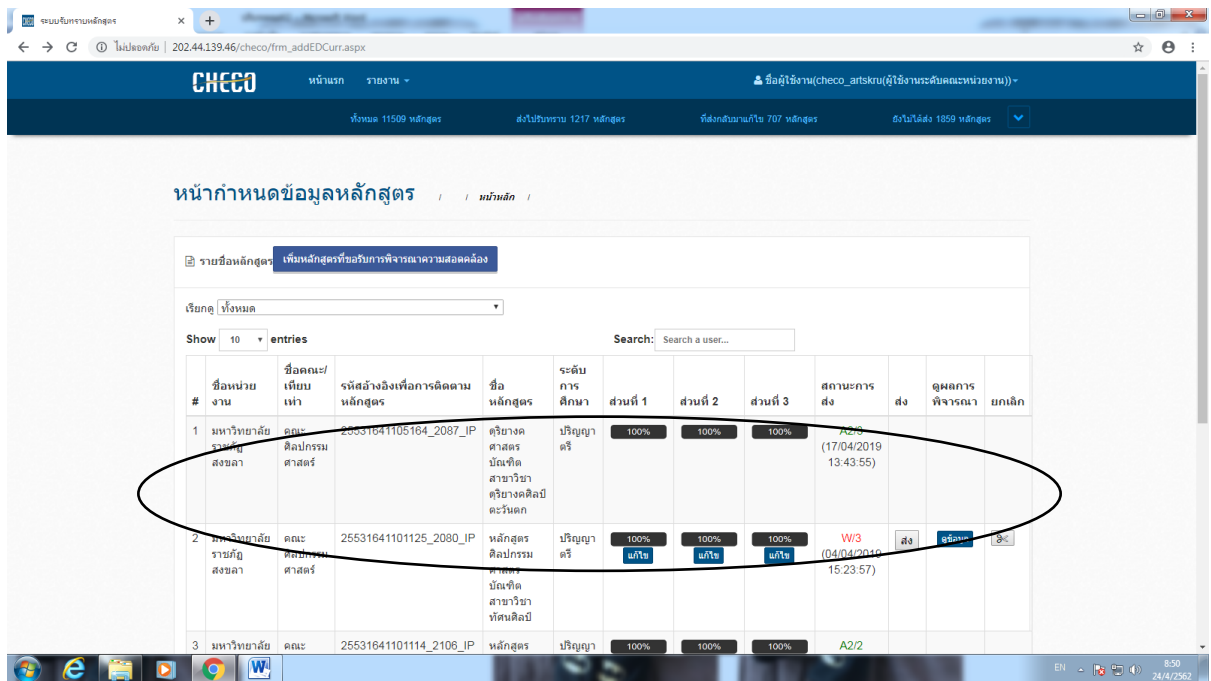 ระบบรับทราบหลักสูตร
ไม่ปลอดภัย | 202.44.139.46/checo/frm_addEDCurr.aspx
CHECO หน้าแรก รายงาน ชื่อผู้ใช้งาน(checo_artskru(ผู้ใช้งานระดับคณะหน่วยงาน))
ทั้งหมด 11509 หลักสูตร ส่งไปรับทราบ 1217 หลักสูตร ที่ส่งกลับมาแก้ไข 707 หลักสูตร ยังไม่ได้ส่ง 1859 หลักสูตร
หน้ากำหนดข้อมูลหลักสูตร / / หน้าหลัก /
รายชื่อหลักสูตร เพิ่มหลักสูตรที่ขอรับการพิจารณาความสอดคล้อง
เรียกดู ทั้งหมด
Show 10 entries Search: Search a user...
# ชื่อหน่วยงาน ชื่อคณะ/เทียบเท่า รหัสอ้างอิงเพื่อการติดตามหลักสูตร ชื่อหลักสูตร ระดับการศึกษา ส่วนที่ 1 ส่วนที่ 2 ส่วนที่ 3 สถานะการส่ง ส่ง ดูผลการพิจารณา ยกเลิก
1 มหาวิทยาลัย คณะ 25531641105164_2087_IP ดุริยางค ปริญญา 100% 100% 100% A2/3
ราชภัฏ ศิลปกรรม ศาสตร ตรี (17/04/2019
สงขลา ศาสตร์ บัณฑิต 13:43:55)
สาขาวิชา
ดุริยางคศิลป์
ตะวันตก
2 มหาวิทยาลัย คณะ 25531641101125_2080_IP หลักสูตร ปริญญา 100% 100% 100% W/3 ส่ง ดูข้อมูล
ราชภัฏ ศิลปกรรม ศิลปกรรม ตรี แก้ไข แก้ไข แก้ไข (04/04/2019
สงขลา ศาสตร์ ศาสตร 15:23:57)
บัณฑิต
สาขาวิชา
ทัศนศิลป์
3 มหาวิทยาลัย คณะ 25531641101114_2106_IP หลักสูตร ปริญญา 100% 100% 100% A2/2
EN 8:50
24/4/2562